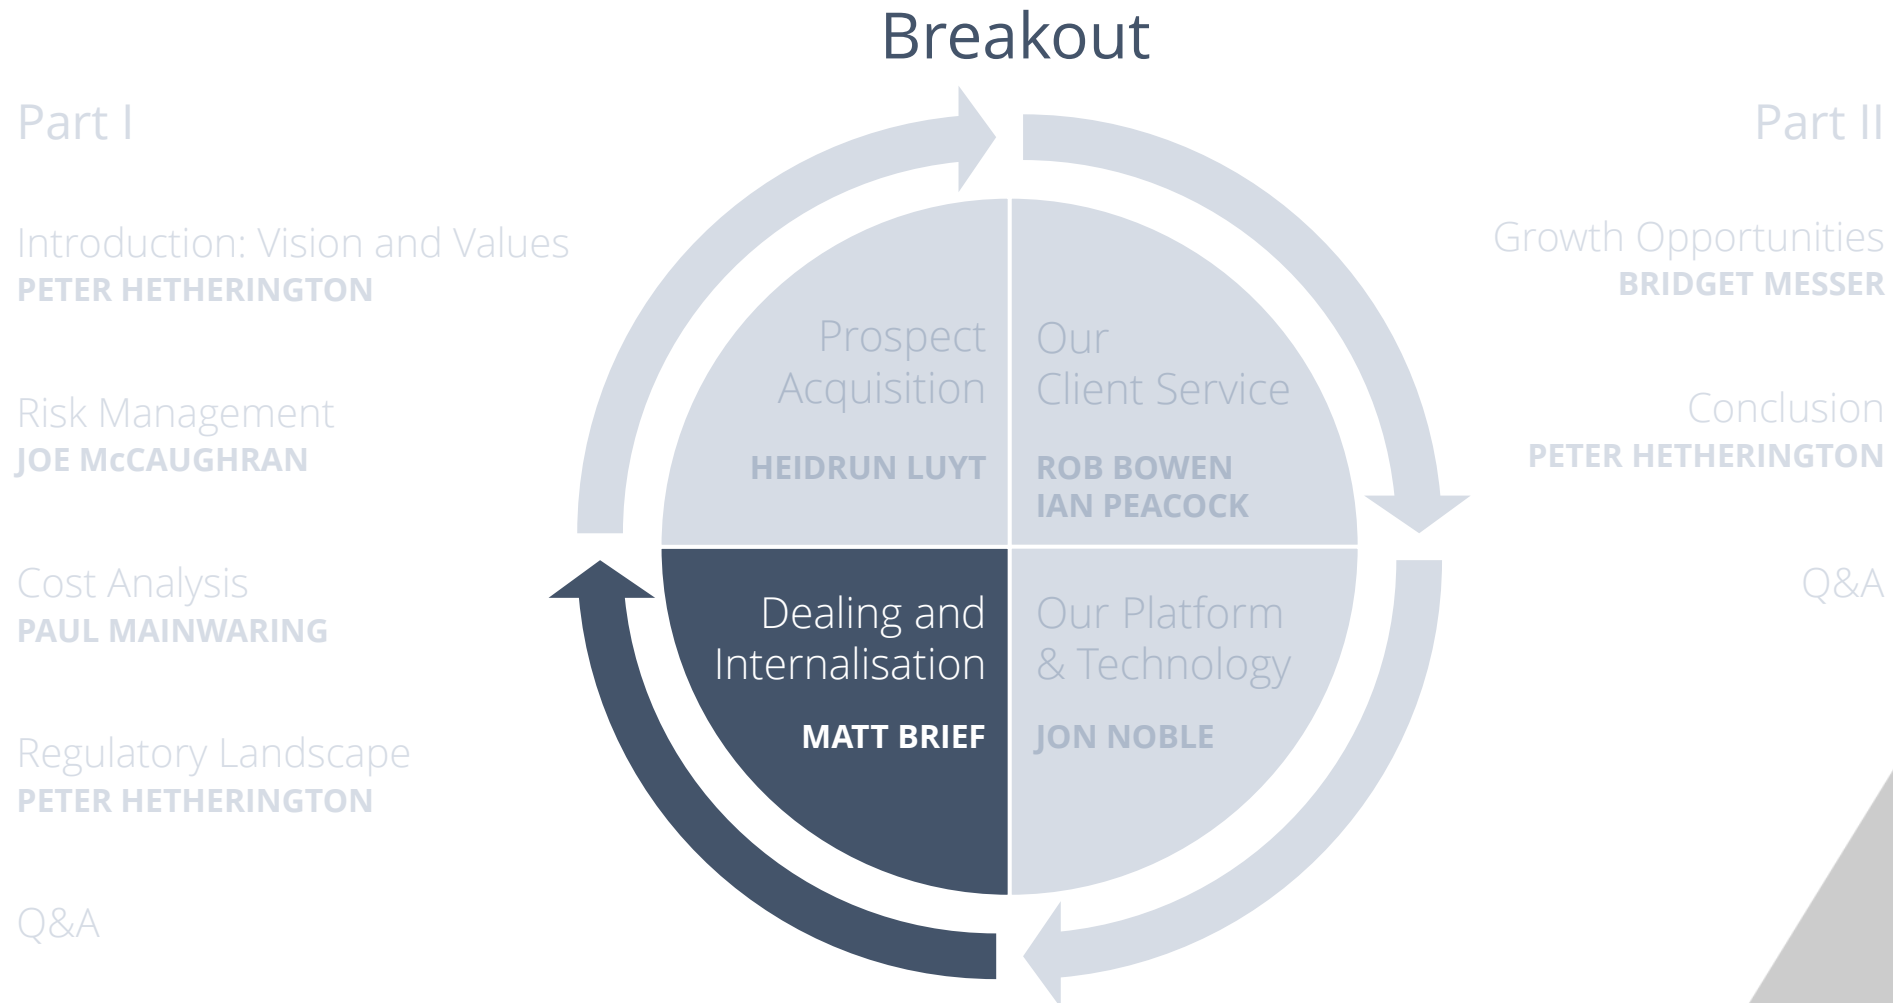 Breakout
Part I
Introduction: Vision and Values
PETER HETHERINGTON
Risk Management
JOE McCAUGHRAN
Cost Analysis
PAUL MAINWARING
Regulatory Landscape
PETER HETHERINGTON
Q&A
Prospect
Acquisition
HEIDRUN LUYT
Our
Client Service
ROB BOWEN
IAN PEACOCK
Dealing and
Internalisation
MATT BRIEF
Our Platform
& Technology
JON NOBLE
Part II
Growth Opportunities
BRIDGET MESSER
Conclusion
PETER HETHERINGTON
Q&A